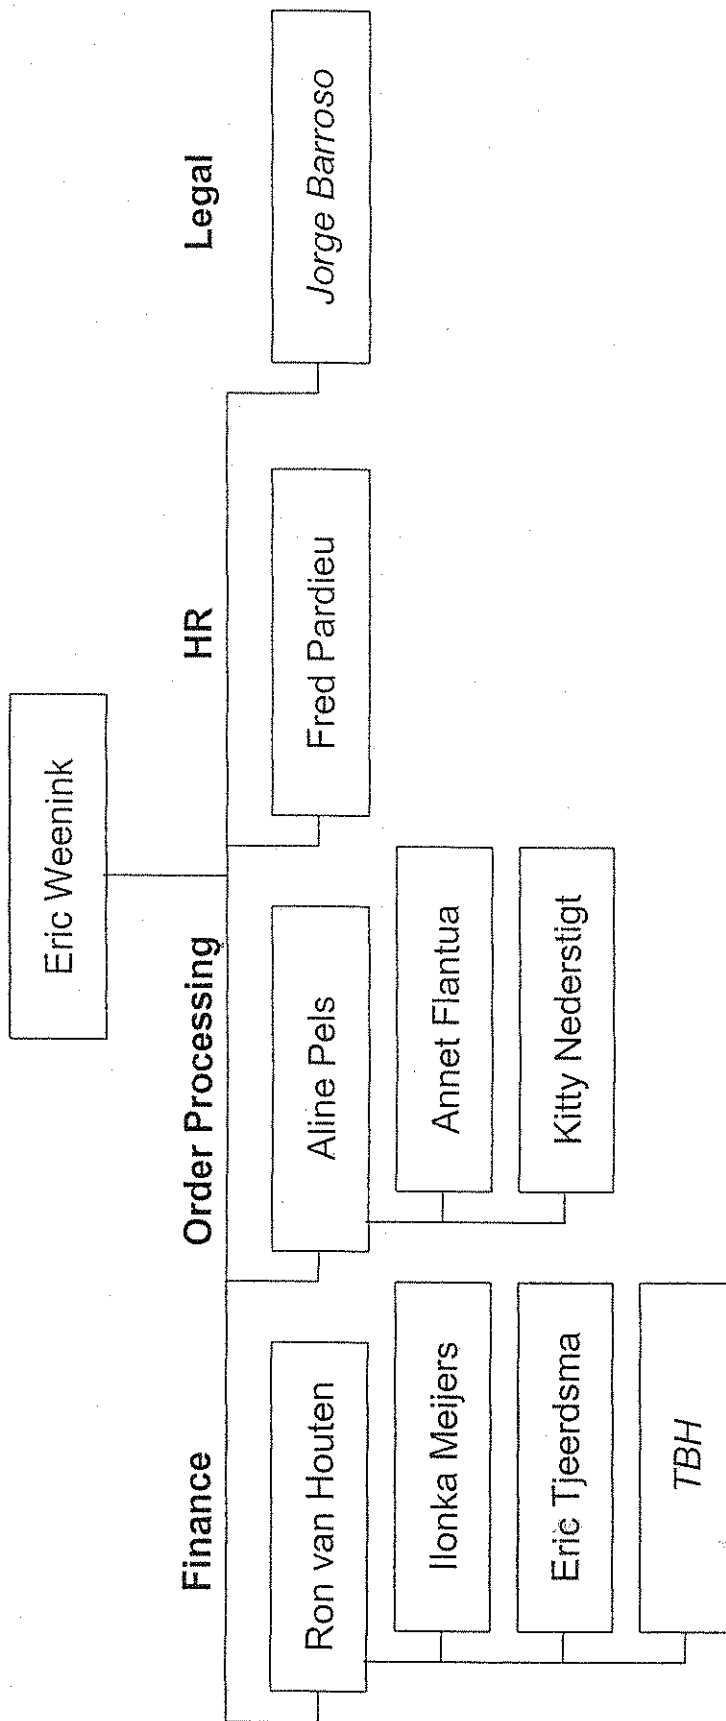 Eric Weenink
Finance
Order Processing
HR
Legal
Ron van Houten
Aline Pels
Fred Pardieu
Jorge Barroso
Ilonka Meijers
Annet Flantua
Eric Tjeerdsma
Kitty Nederstigt
TBH